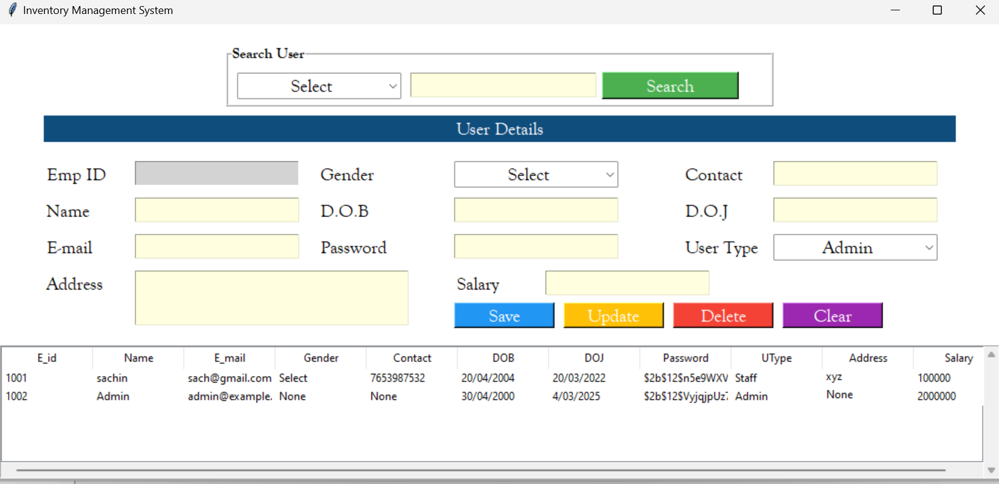 Inventory Management System
Search User
Select Search
User Details
Emp ID Gender Select Contact
Name D.O.B D.O.J
E-mail Password User Type Admin
Address Salary
Save Update Delete Clear
E_id Name E_mail Gender Contact DOB DOJ Password UType Address Salary
1001 sachin sach@gmail.com Select 7653987532 20/04/2004 20/03/2022 $2b$12$n5e9WXV Staff xyz 100000
1002 Admin admin@example. None None 30/04/2000 4/03/2025 $2b$12$VyjqjpUz7 Admin None 2000000